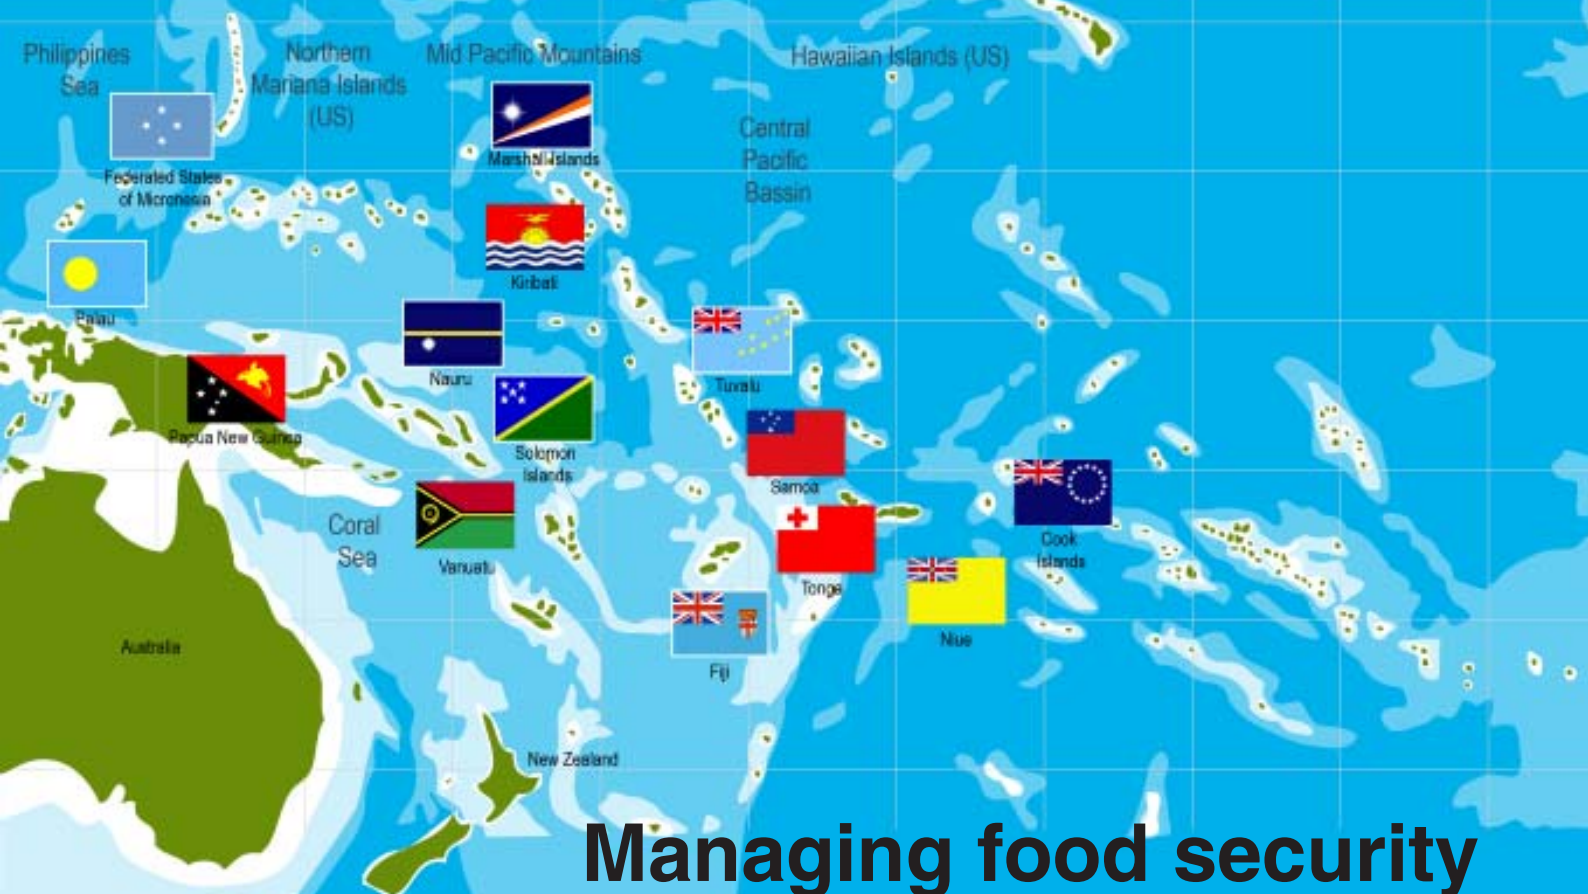 Philippines
Sea
Northern
Mariana Islands
(US)
Mid Pacific Mountains
Hawaiian Islands (US)
Central
Pacific
Bassin
Marshall Islands
Federated States
of Micronesia
Kiribati
Palau
Nauru
Tuvalu
Papua New Guinea
Solomon
Islands
Samoa
Coral
Sea
Vanuatu
Cook
Islands
Tonga
Niue
Australia
Fiji
New Zealand
Managing food security